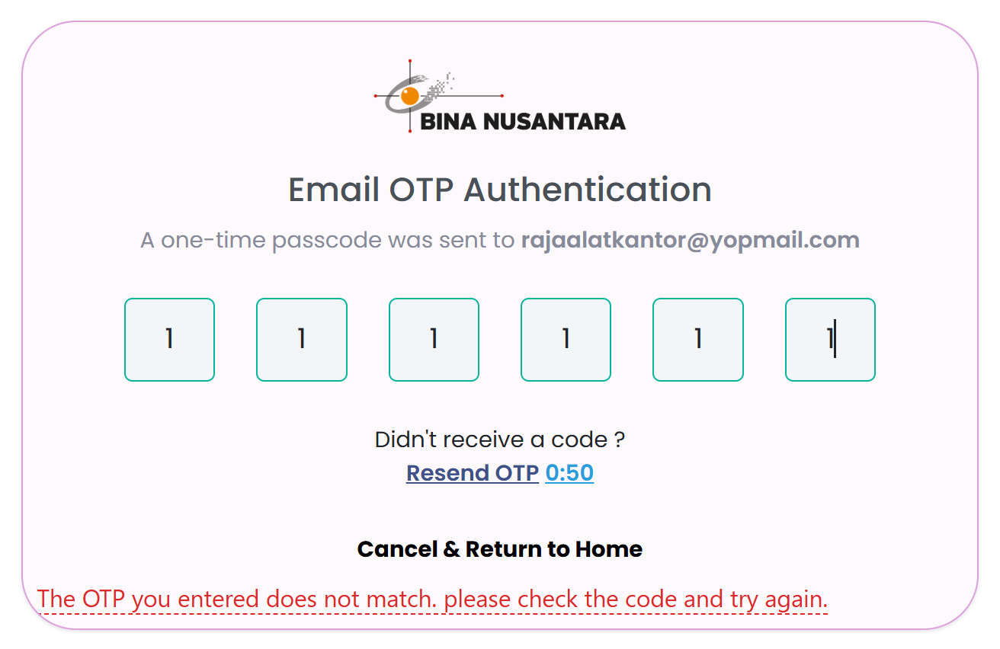 BINA NUSANTARA
Email OTP Authentication
A one-time passcode was sent to rajaalatkantor@yopmail.com
1 1 1 1 1 1
Didn't receive a code ?
Resend OTP 0:50
Cancel & Return to Home
The OTP you entered does not match. please check the code and try again.